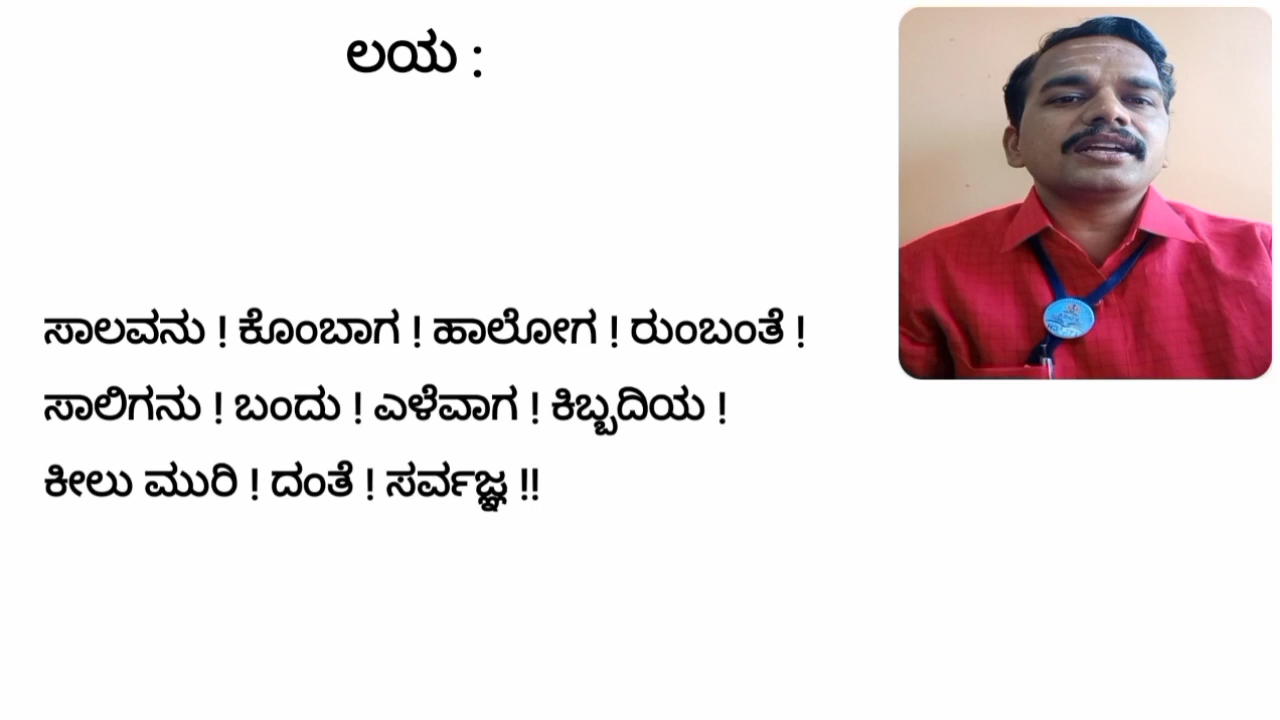 ಲಯ :
ಸಾಲವನು ! ಕೊಂಬಾಗ ! ಹಾಲೋಗ ! ರುಂಬಂತೆ !
ಸಾಲಿಗನು ! ಬಂದು ! ಎಳೆವಾಗ ! ಕಿಬ್ಬದಿಯ !
ಕೀಲು ಮುರಿ ! ದಂತೆ ! ಸರ್ವಜ್ಞ !!